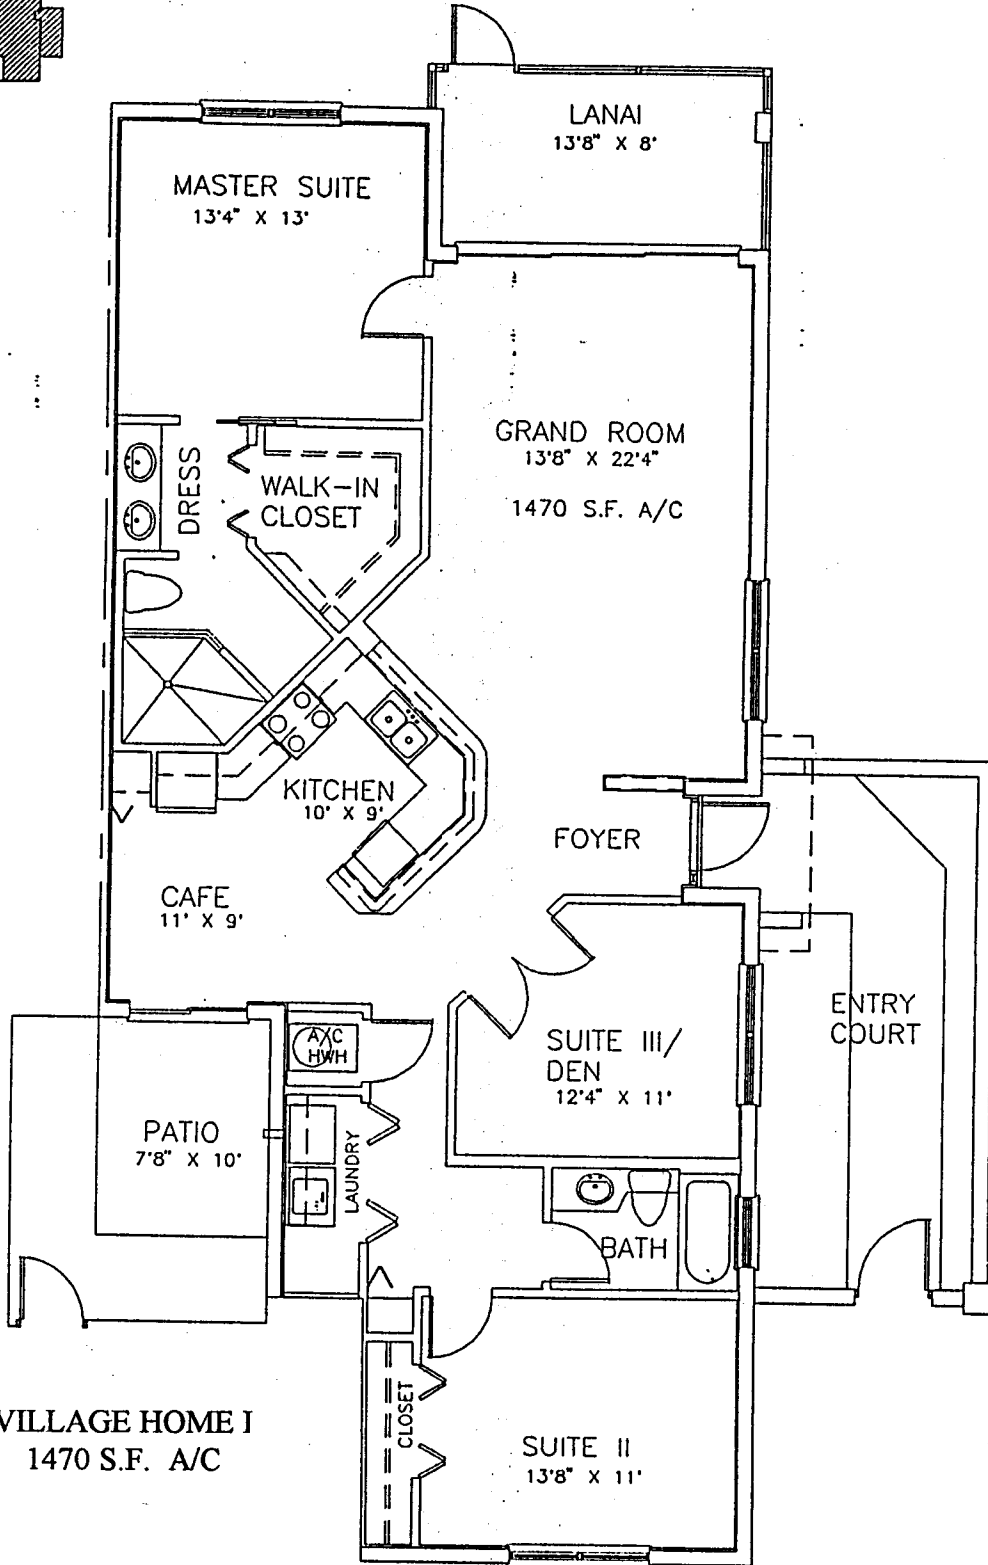 LANAI
13'8" X 8'
MASTER SUITE
13'4" X 13'
GRAND ROOM
13'8" X 22'4"
1470 S.F. A/C
DRESS
WALK-IN
CLOSET
KITCHEN
10' X 9'
FOYER
CAFE
11' X 9'
ENTRY
COURT
A/C
HWH
SUITE III/
DEN
12'4" X 11'
PATIO
7'8" X 10'
LAUNDRY
BATH
CLOSET
SUITE II
13'8" X 11'
VILLAGE HOME I
1470 S.F. A/C